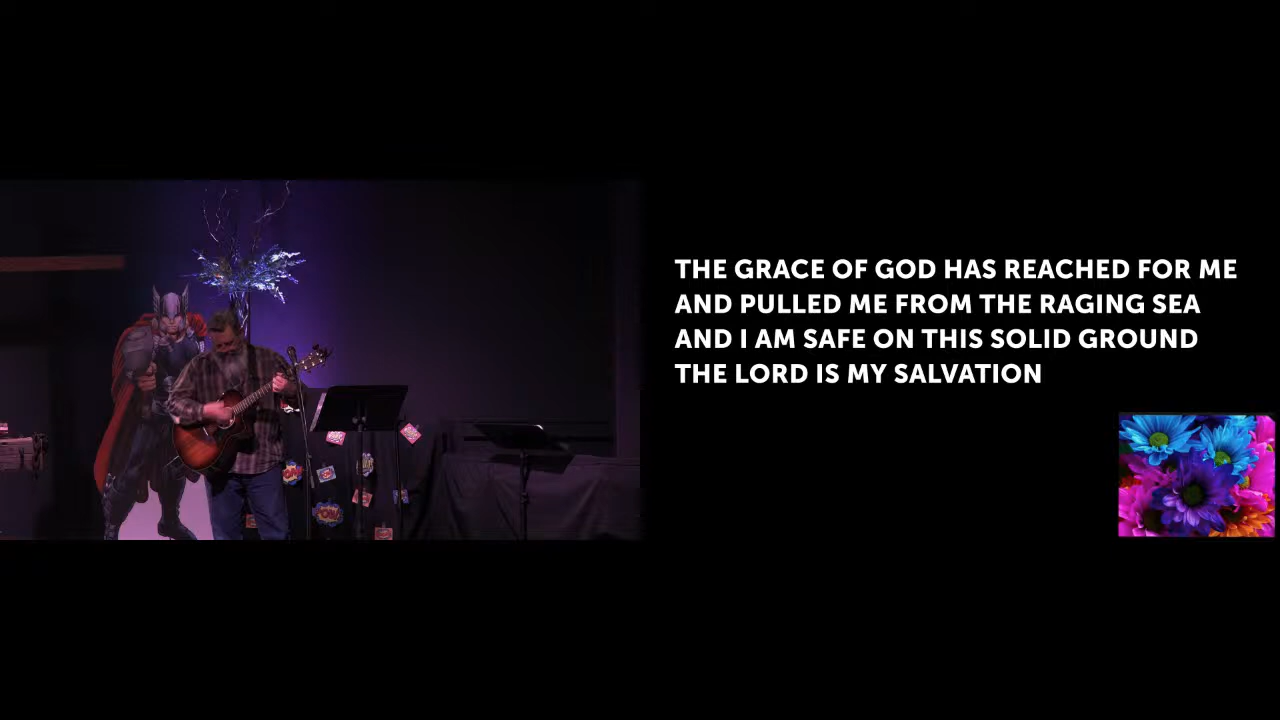 THE GRACE OF GOD HAS REACHED FOR ME
AND PULLED ME FROM THE RAGING SEA
AND I AM SAFE ON THIS SOLID GROUND
THE LORD IS MY SALVATION